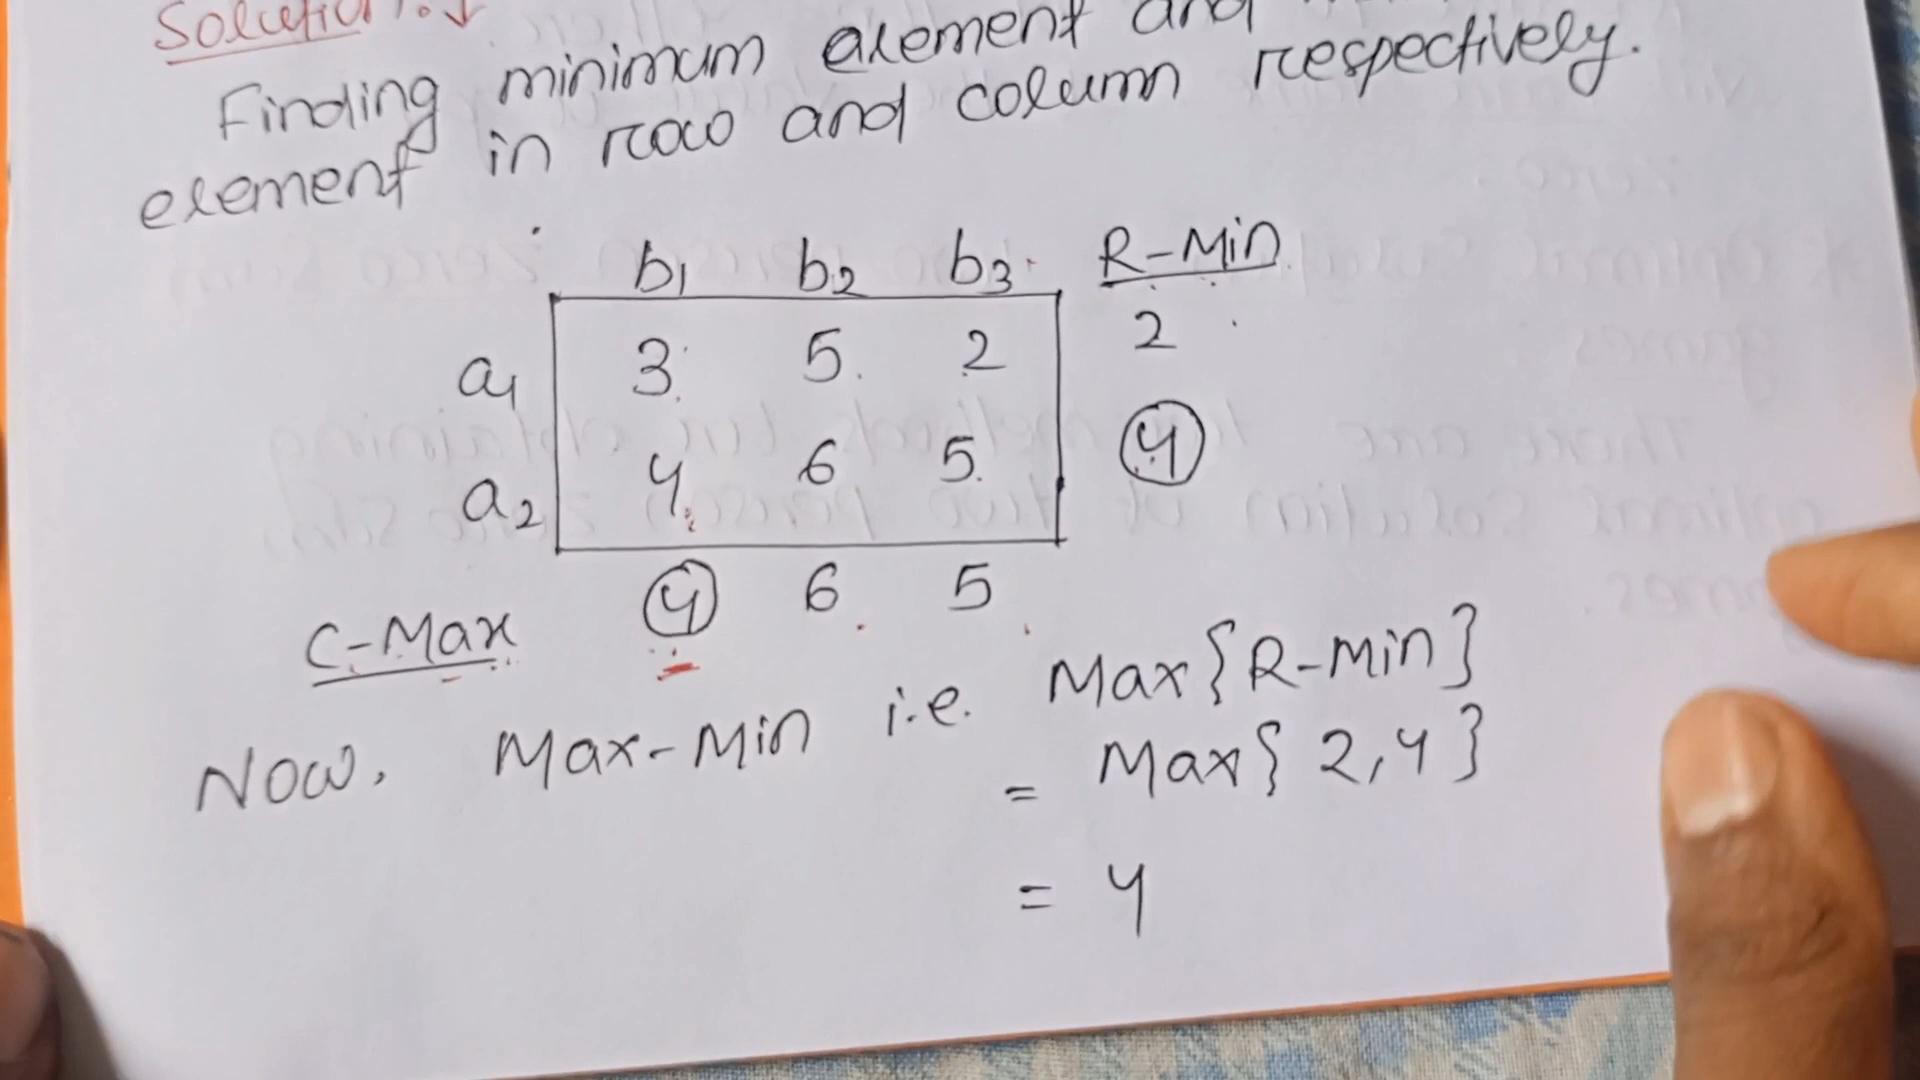 Solution:↓
Finding minimum element and
element in row and column respectively.
b1 b2 b3 R-Min
a1 3 5 2 2
a2 4 6 5 4
C-Max 4 6 5
Now, Max-Min i.e. Max{R-Min}
= Max{2,4}
= 4